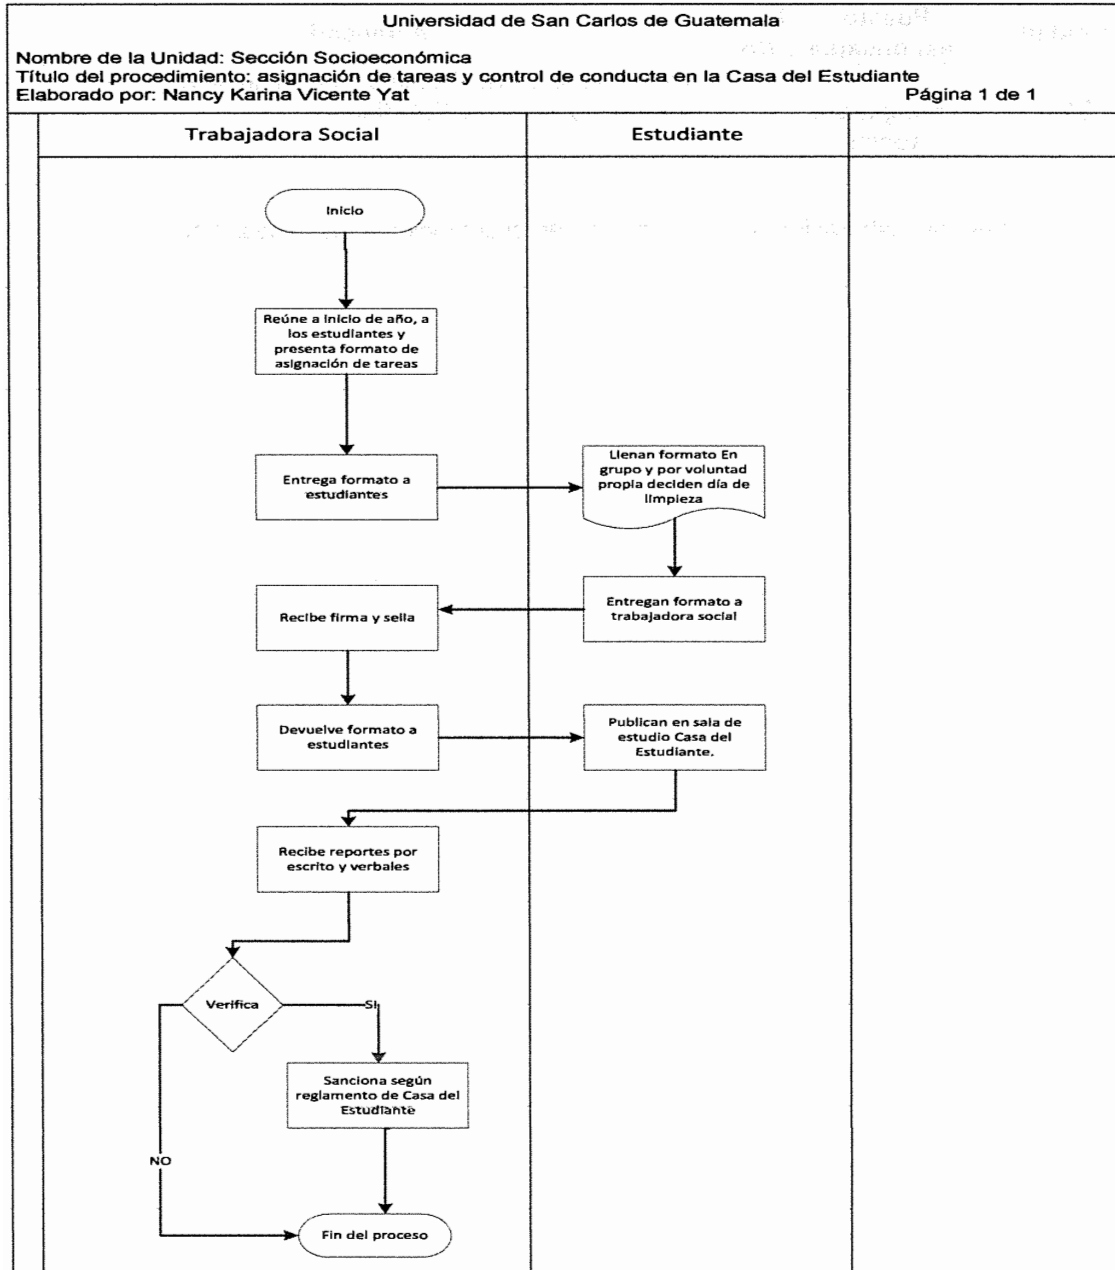 Universidad de San Carlos de Guatemala
Nombre de la Unidad: Sección Socioeconómica
Título del procedimiento: asignación de tareas y control de conducta en la Casa del Estudiante
Elaborado por: Nancy Karina Vicente Yat
Página 1 de 1
Trabajadora Social
Estudiante
Inicio
Reúne a inicio de año, a
los estudiantes y
presenta formato de
asignación de tareas
Entrega formato a
estudiantes
Llenan formato En
grupo y por voluntad
propia deciden día de
limpieza
Entregan formato a
trabajadora social
Recibe firma y sella
Devuelve formato a
estudiantes
Publican en sala de
estudio Casa del
Estudiante.
Recibe reportes por
escrito y verbales
Verifica
SI
Sanciona según
reglamento de Casa del
Estudiante
NO
Fin del proceso